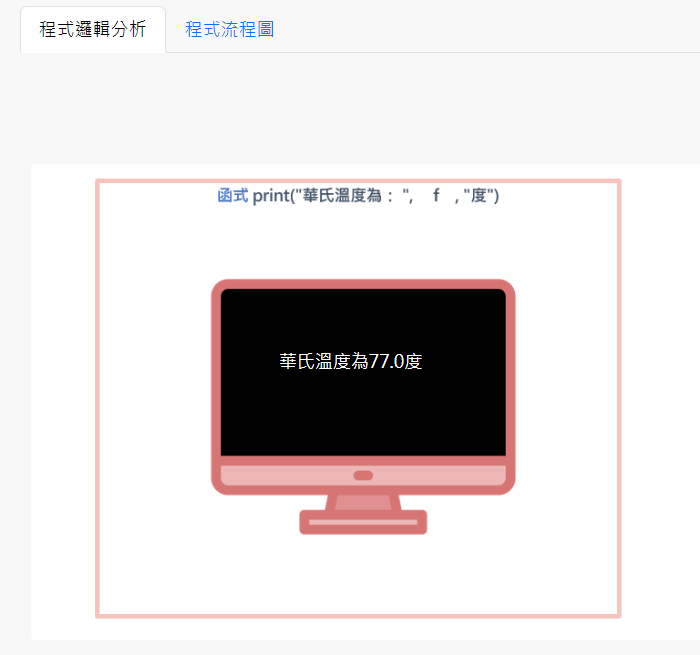 程式邏輯分析 程式流程圖
函式 print("華氏溫度為： ", f , "度")
華氏溫度為77.0度